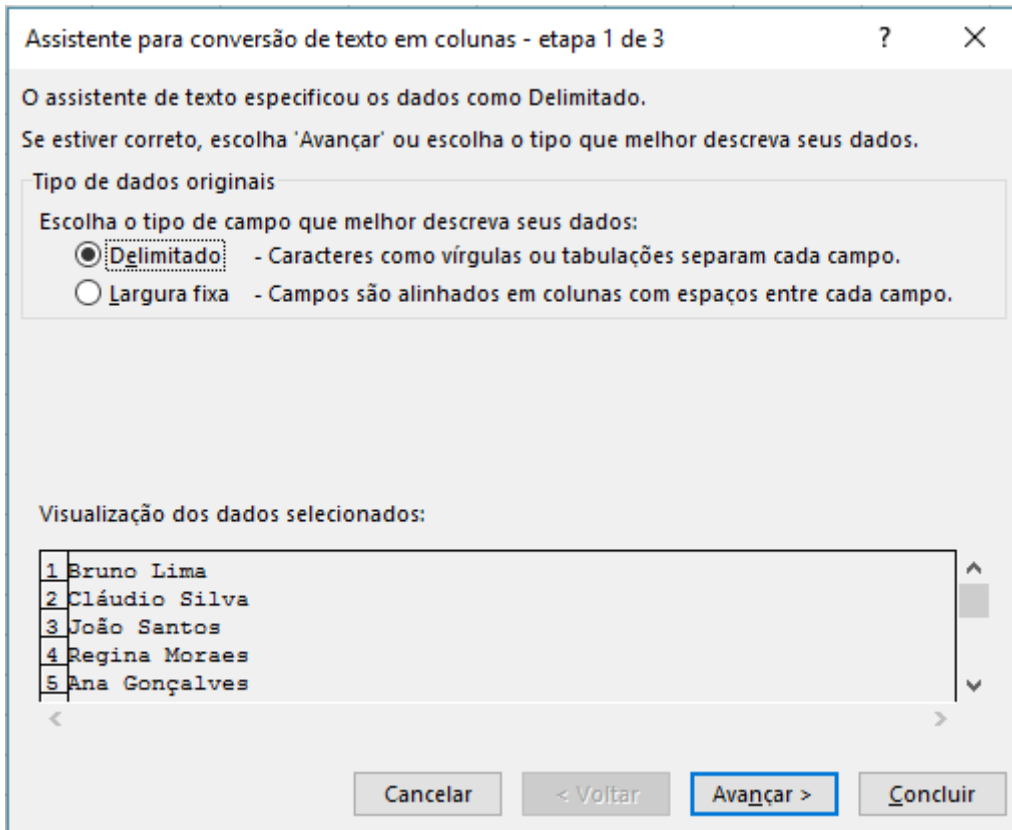 Assistente para conversão de texto em colunas - etapa 1 de 3 ?
O assistente de texto especificou os dados como Delimitado.
Se estiver correto, escolha 'Avançar' ou escolha o tipo que melhor descreva seus dados.
Tipo de dados originais
Escolha o tipo de campo que melhor descreva seus dados:
Delimitado - Caracteres como vírgulas ou tabulações separam cada campo.
Largura fixa - Campos são alinhados em colunas com espaços entre cada campo.
Visualização dos dados selecionados:
1 Bruno Lima
2 Cláudio Silva
3 João Santos
4 Regina Moraes
5 Ana Gonçalves
Cancelar < Voltar Avançar > Concluir